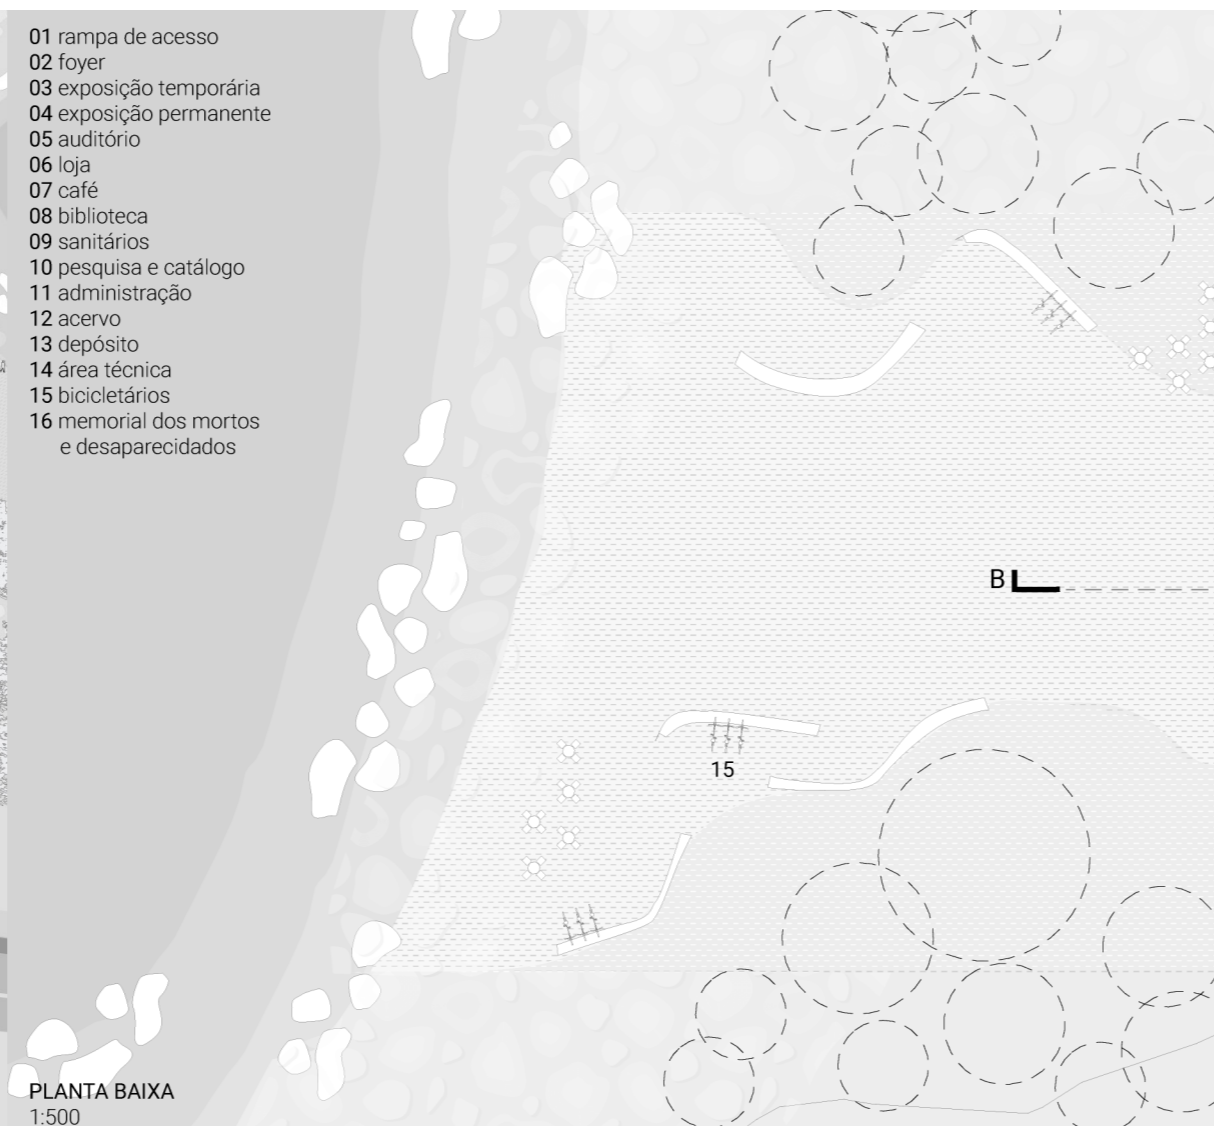 01 rampa de acesso
02 foyer
03 exposição temporária
04 exposição permanente
05 auditório
06 loja
07 café
08 biblioteca
09 sanitários
10 pesquisa e catálogo
11 administração
12 acervo
13 depósito
14 área técnica
15 bicicletários
16 memorial dos mortos
e desaparecidados
B
15
PLANTA BAIXA
1:500